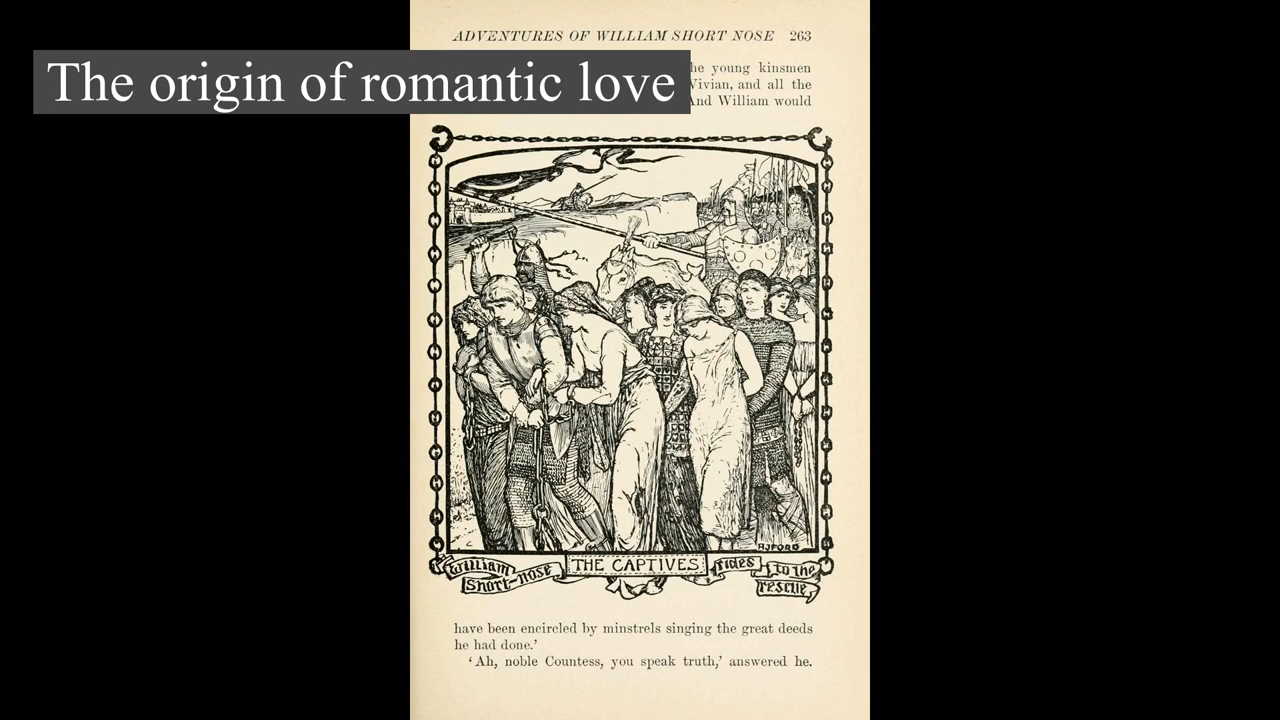 ADVENTURES OF WILLIAM SHORT NOSE 263
The origin of romantic love
he young kinsmen
Vivian, and all the
And William would
H.J.FORD
William Short-nose THE CAPTIVES rides to the rescue
have been encircled by minstrels singing the great deeds
he had done.’
‘Ah, noble Countess, you speak truth,’ answered he.